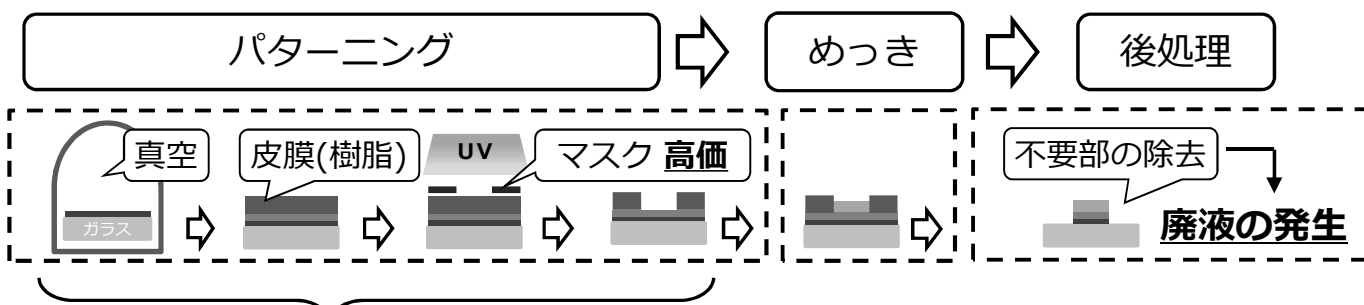 パターニング
めっき
後処理
真空
皮膜(樹脂)
UV
マスク 高価
不要部の除去
ガラス
廃液の発生